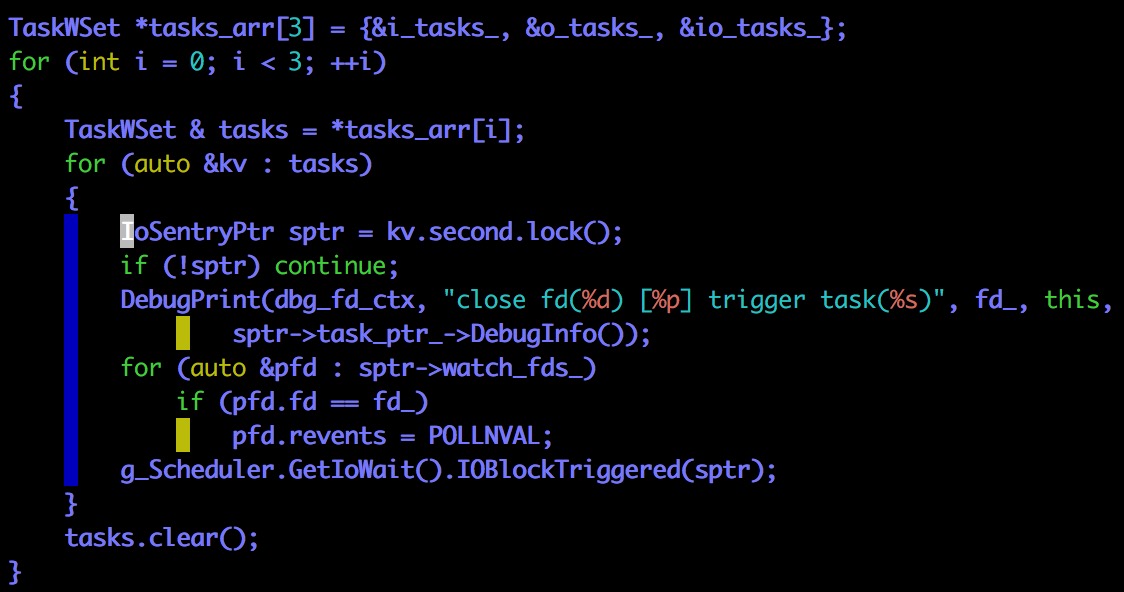 TaskWSet *tasks_arr[3] = {&i_tasks_, &o_tasks_, &io_tasks_};
for (int i = 0; i < 3; ++i)
{
    TaskWSet & tasks = *tasks_arr[i];
    for (auto &kv : tasks)
    {
        IoSentryPtr sptr = kv.second.lock();
        if (!sptr) continue;
        DebugPrint(dbg_fd_ctx, "close fd(%d) [%p] trigger task(%s)", fd_, this,
                sptr->task_ptr_->DebugInfo());
        for (auto &pfd : sptr->watch_fds_)
            if (pfd.fd == fd_)
                pfd.revents = POLLNVAL;
        g_Scheduler.GetIoWait().IOBlockTriggered(sptr);
    }
    tasks.clear();
}